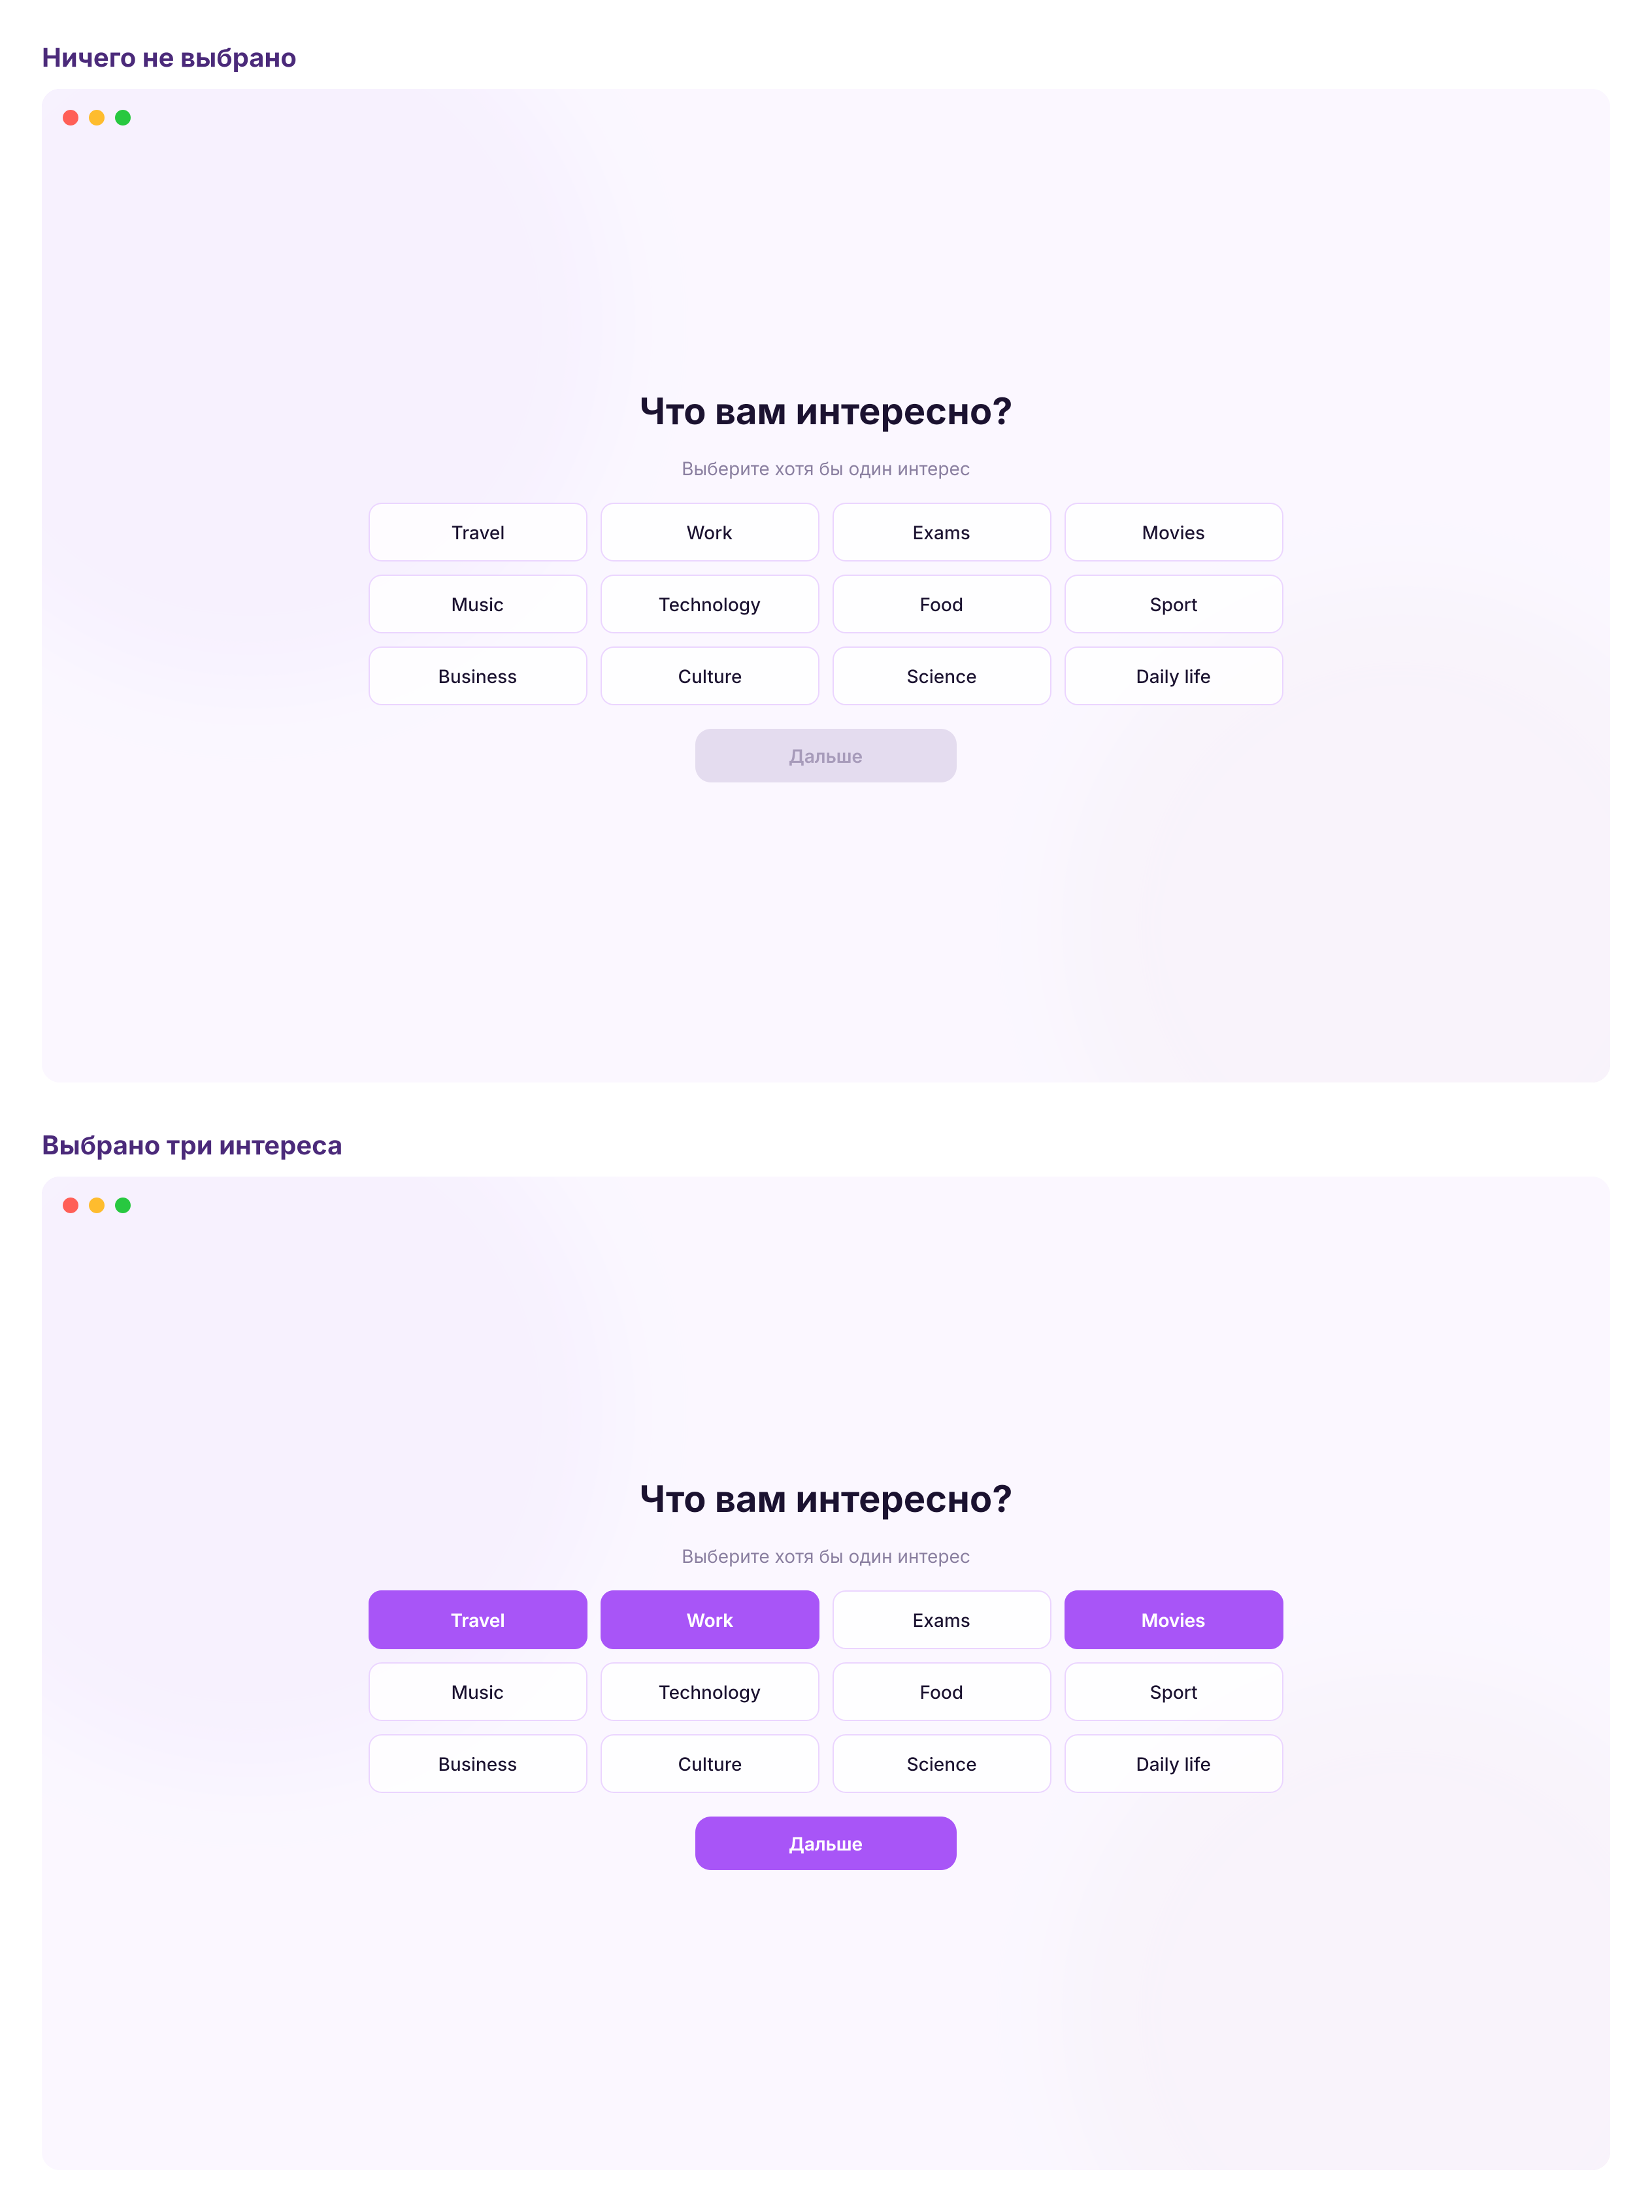 Ничего не выбрано
Что вам интересно?
Выберите хотя бы один интерес
Travel Work Exams Movies
Music Technology Food Sport
Business Culture Science Daily life
Дальше
Выбрано три интереса
Что вам интересно?
Выберите хотя бы один интерес
Travel Work Exams Movies
Music Technology Food Sport
Business Culture Science Daily life
Дальше